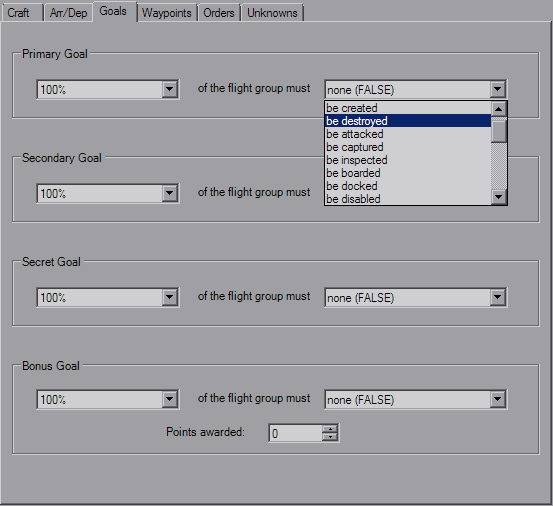 Craft Arr/Dep Goals Waypoints Orders Unknowns
Primary Goal
100% of the flight group must none (FALSE)
be created
be destroyed
be attacked
be captured
be inspected
be boarded
be docked
be disabled
Secondary Goal
100% of the flight group must
Secret Goal
100% of the flight group must none (FALSE)
Bonus Goal
100% of the flight group must none (FALSE)
Points awarded: 0